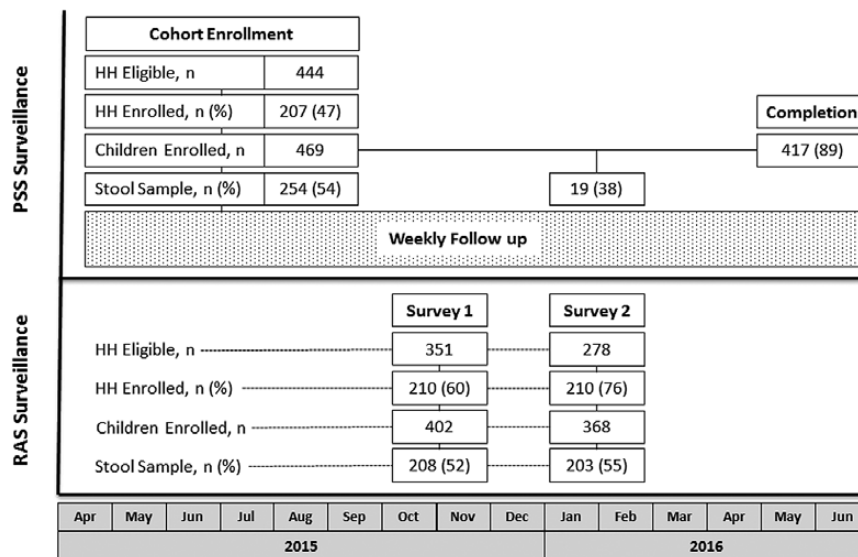 PSS Surveillance
Cohort Enrollment
HH Eligible, n 444
HH Enrolled, n (%) 207 (47)
Completion
Children Enrolled, n 469 417 (89)
Stool Sample, n (%) 254 (54) 19 (38)
Weekly Follow up
RAS Surveillance
Survey 1 Survey 2
HH Eligible, n 351 278
HH Enrolled, n (%) 210 (60) 210 (76)
Children Enrolled, n 402 368
Stool Sample, n (%) 208 (52) 203 (55)
Apr May Jun Jul Aug Sep Oct Nov Dec Jan Feb Mar Apr May Jun
2015 2016